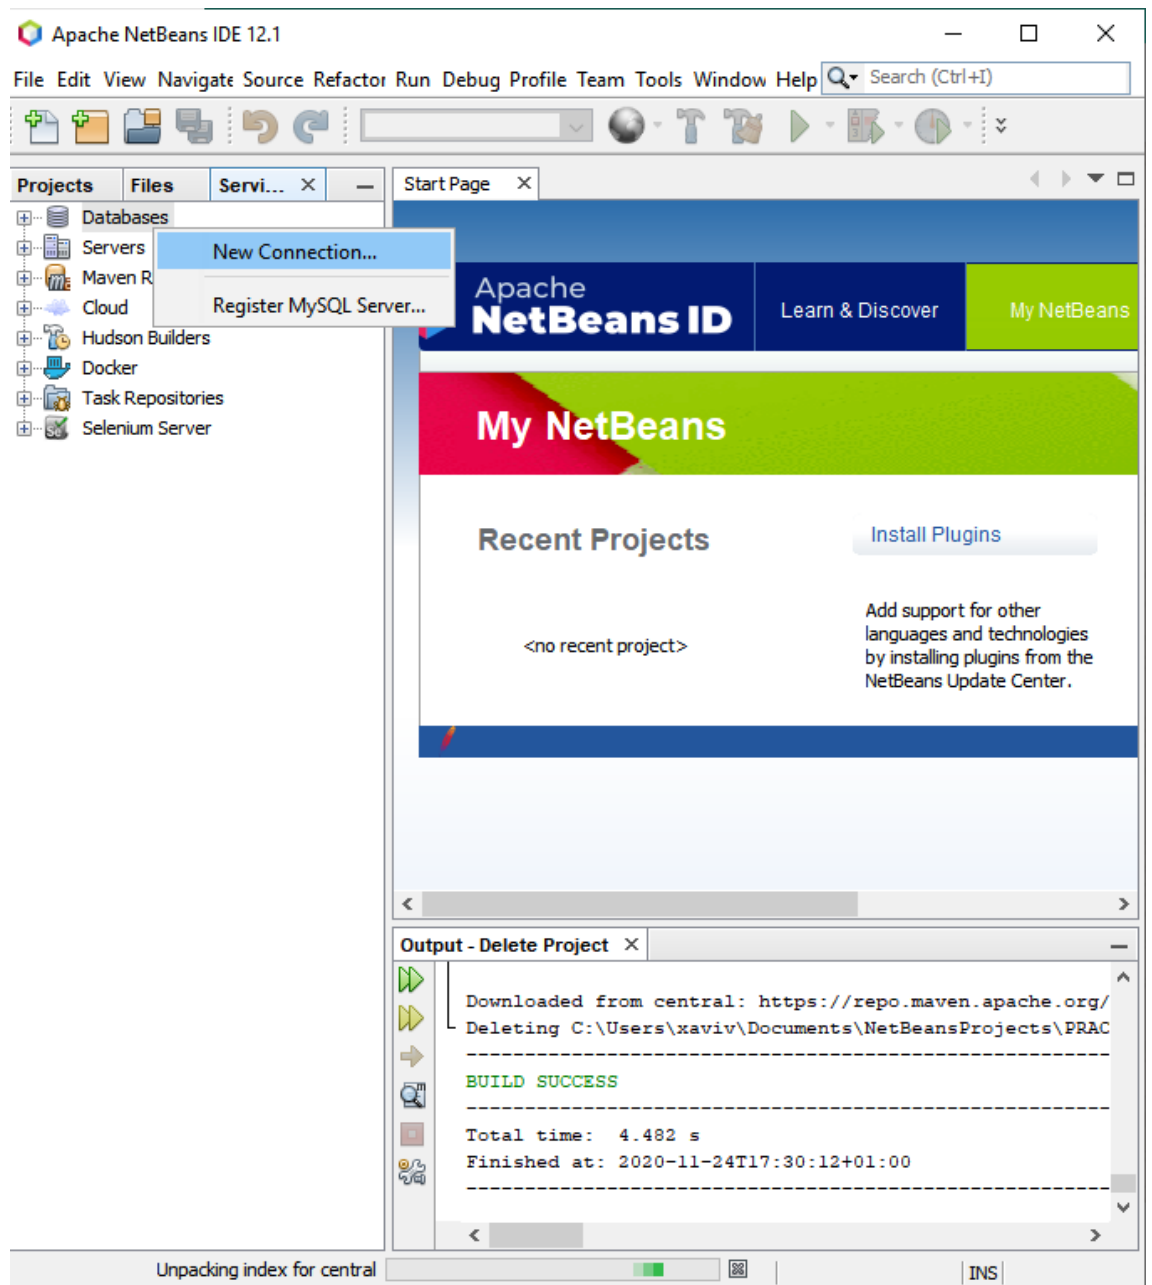 Apache NetBeans IDE 12.1
File Edit View Navigate Source Refactor Run Debug Profile Team Tools Window Help Search (Ctrl+I)
Projects Files Servi... Start Page
Databases
Servers
New Connection...
Maven R
Cloud
Register MySQL Server...
Hudson Builders
Docker
Task Repositories
Selenium Server
Apache
NetBeans ID
Learn & Discover
My NetBeans
My NetBeans
Recent Projects
Install Plugins
<no recent project>
Add support for other
languages and technologies
by installing plugins from the
NetBeans Update Center.
Output - Delete Project
Downloaded from central: https://repo.maven.apache.org/
Deleting C:\Users\xaviv\Documents\NetBeansProjects\PRAC
------------------------------------------------------------------------
BUILD SUCCESS
------------------------------------------------------------------------
Total time:  4.482 s
Finished at: 2020-11-24T17:30:12+01:00
------------------------------------------------------------------------
Unpacking index for central
INS